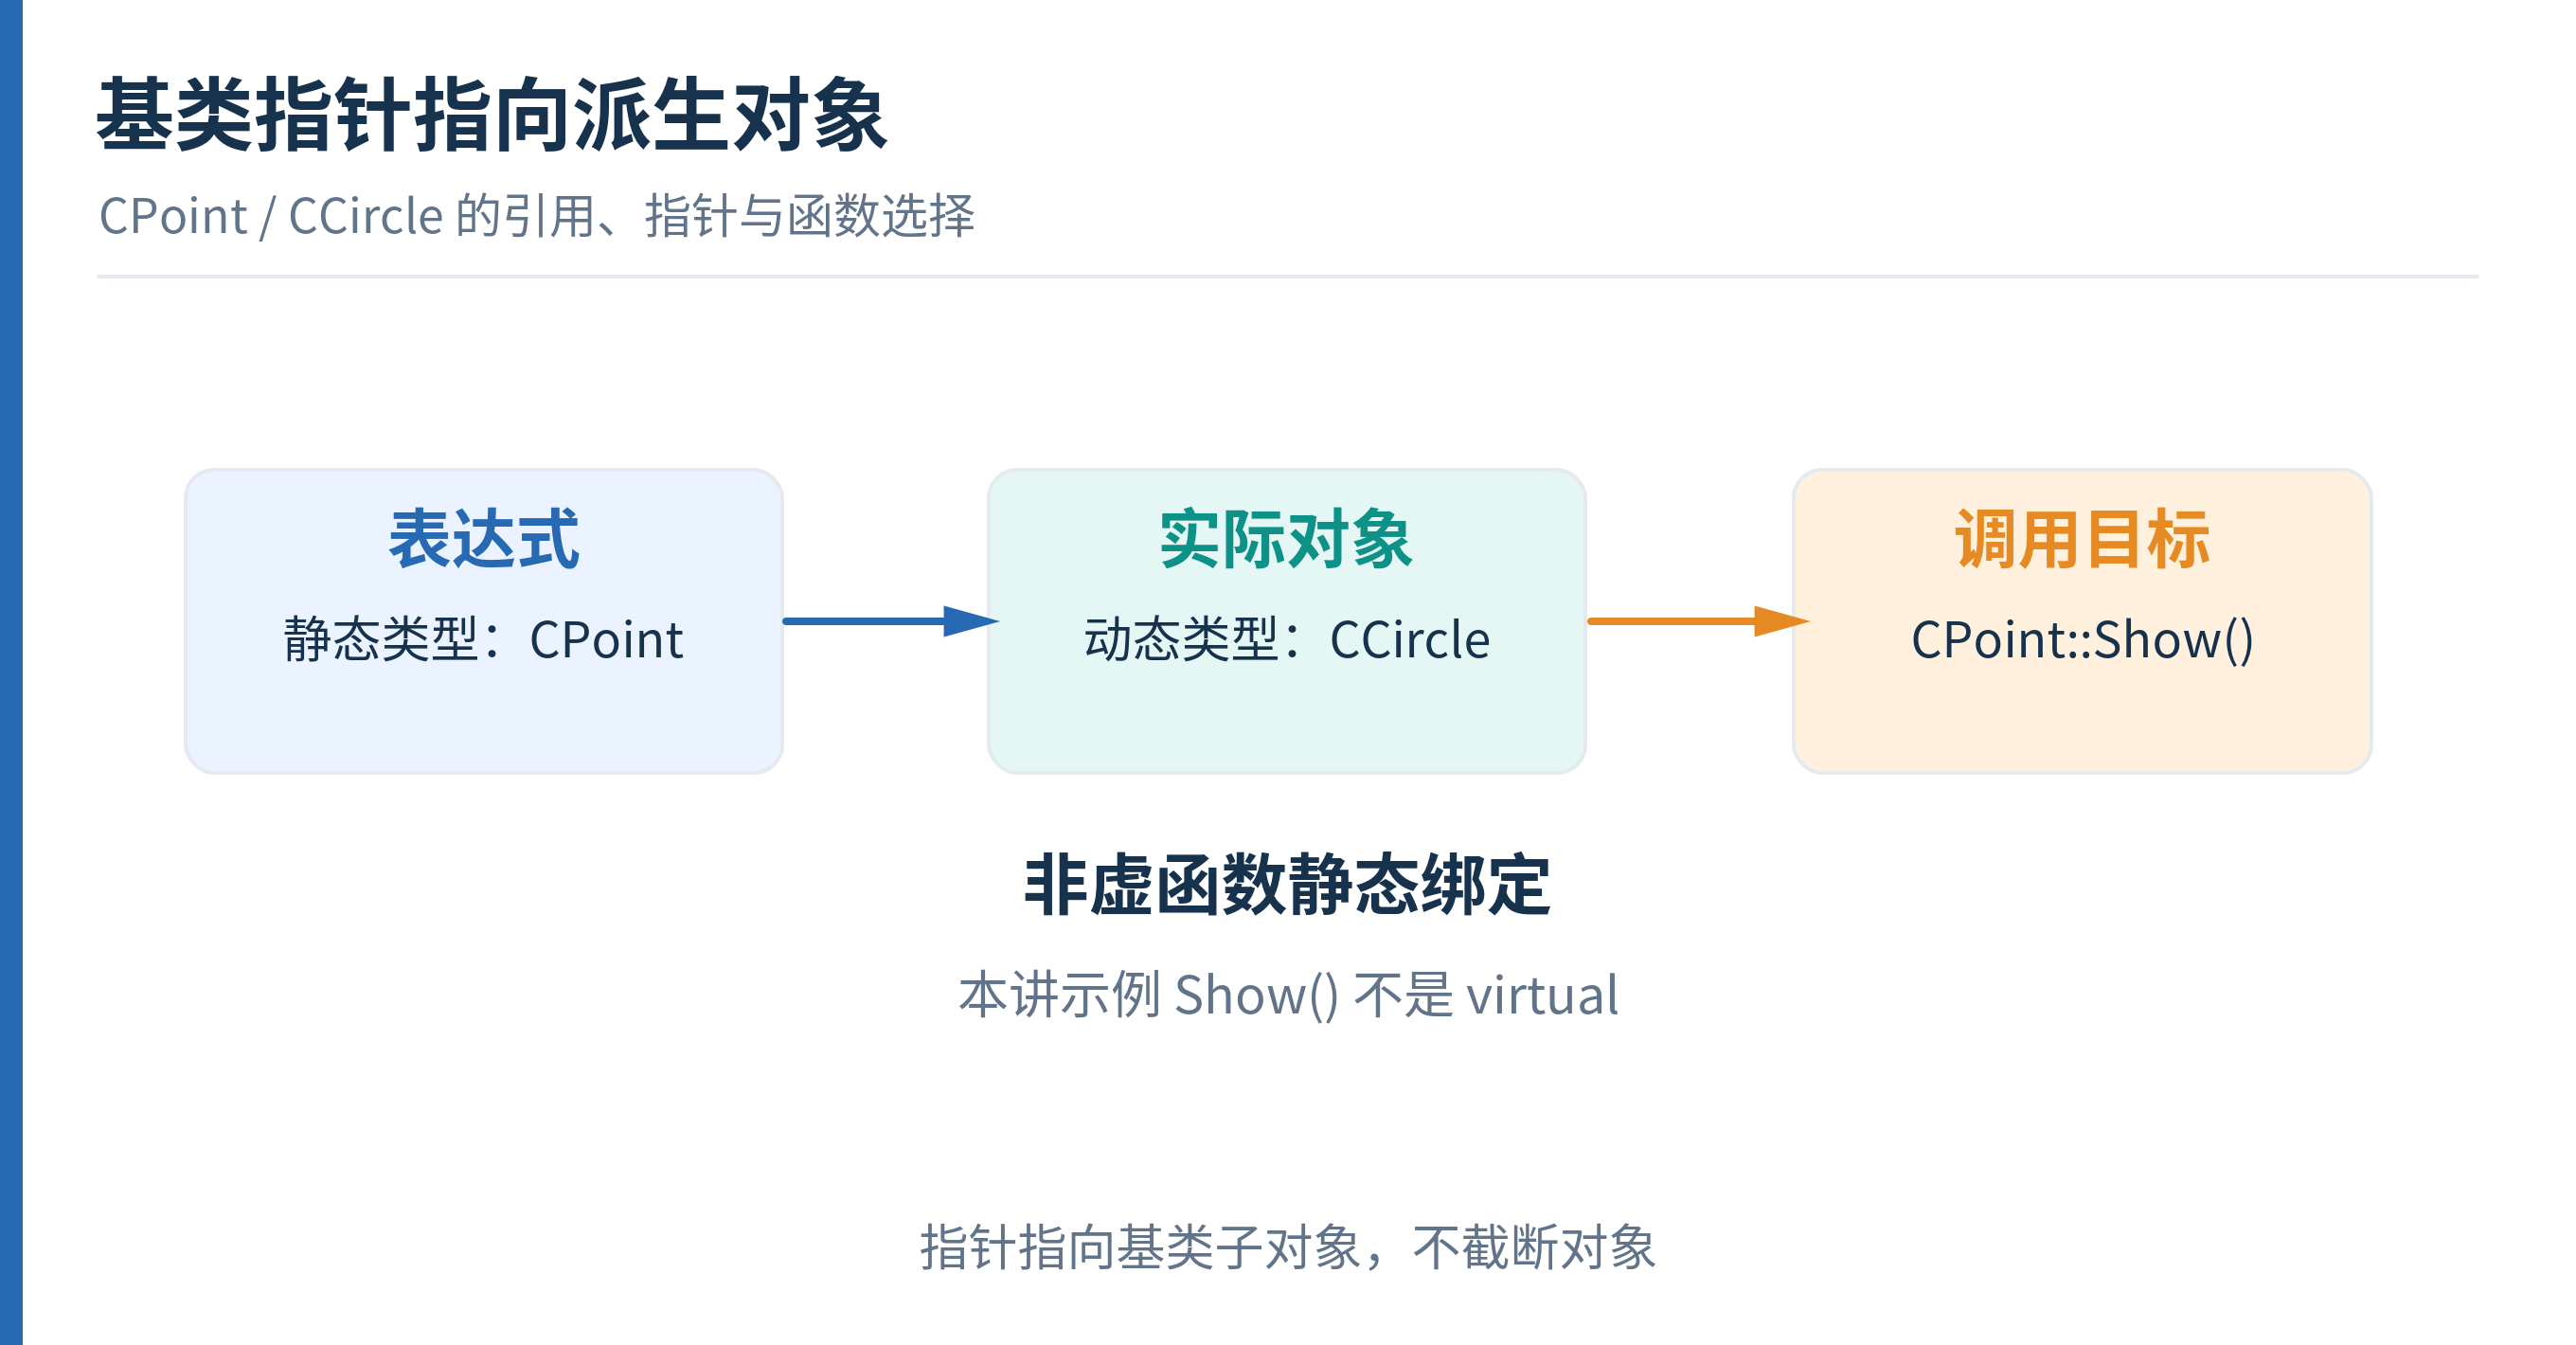 基类指针指向派生对象
CPoint / CCircle 的引用、指针与函数选择
表达式
静态类型：CPoint
实际对象
动态类型：CCircle
调用目标
CPoint::Show()
非虚函数静态绑定
本讲示例 Show() 不是 virtual
指针指向基类子对象，不截断对象